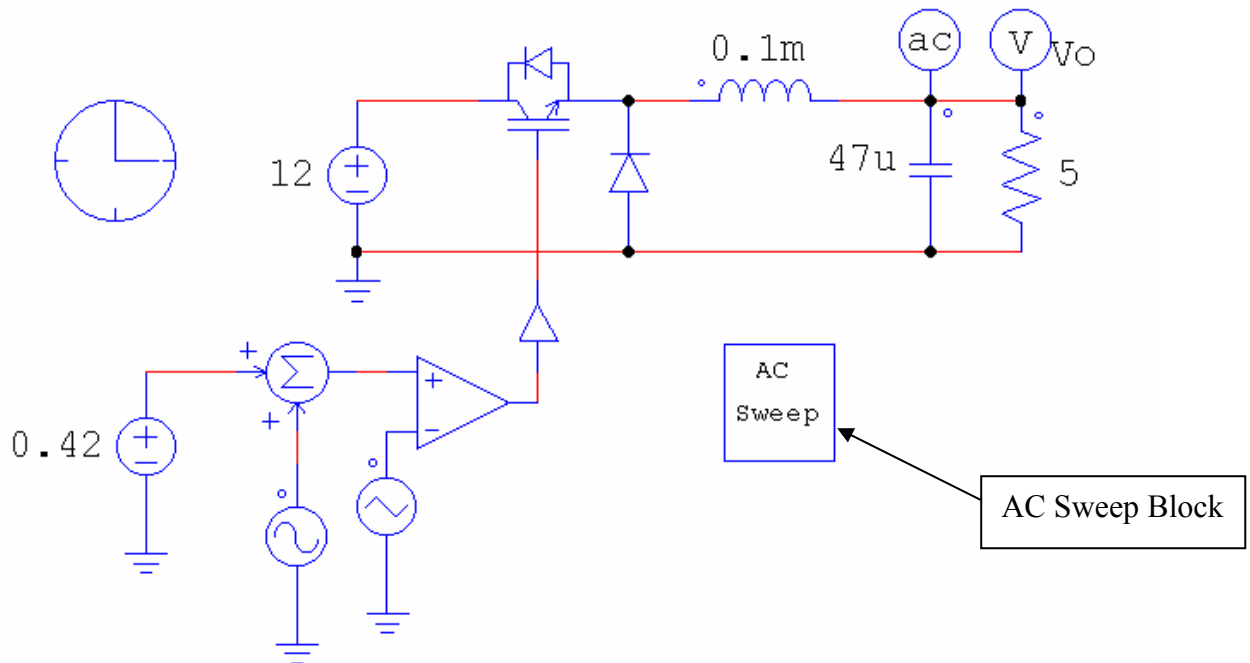 0.1m
ac
V
Vo
12
47u
5
+
+
0.42
+
−
AC
Sweep
AC Sweep Block